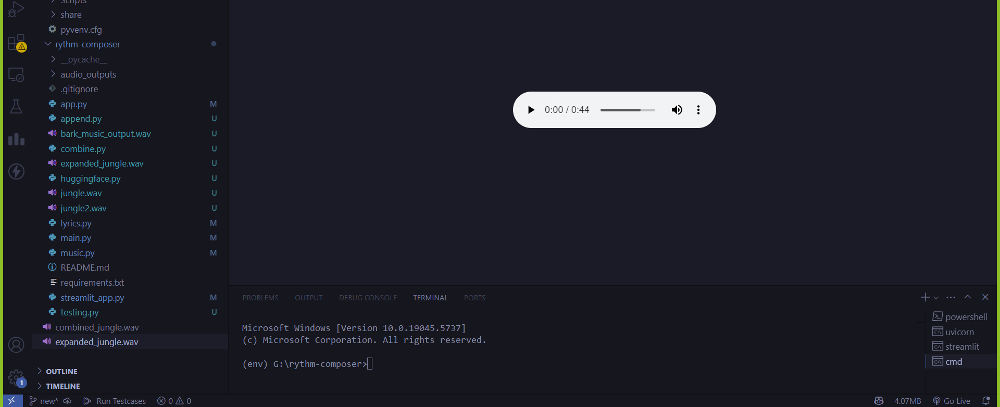 Scripts
share
pyvenv.cfg
rythm-composer
__pycache__
audio_outputs
.gitignore
app.py M
append.py U
bark_music_output.wav U
combine.py U
expanded_jungle.wav U
huggingface.py U
jungle.wav U
jungle2.wav U
lyrics.py M
main.py M
music.py M
README.md
requirements.txt
streamlit_app.py M
testing.py U
combined_jungle.wav
expanded_jungle.wav
OUTLINE
TIMELINE
0:00 / 0:44
PROBLEMS OUTPUT DEBUG CONSOLE TERMINAL PORTS
Microsoft Windows [Version 10.0.19045.5737]
(c) Microsoft Corporation. All rights reserved.
(env) G:\rythm-composer>
powershell
uvicorn
streamlit
cmd
1
new* Run Testcases 0 0 4.07MB Go Live